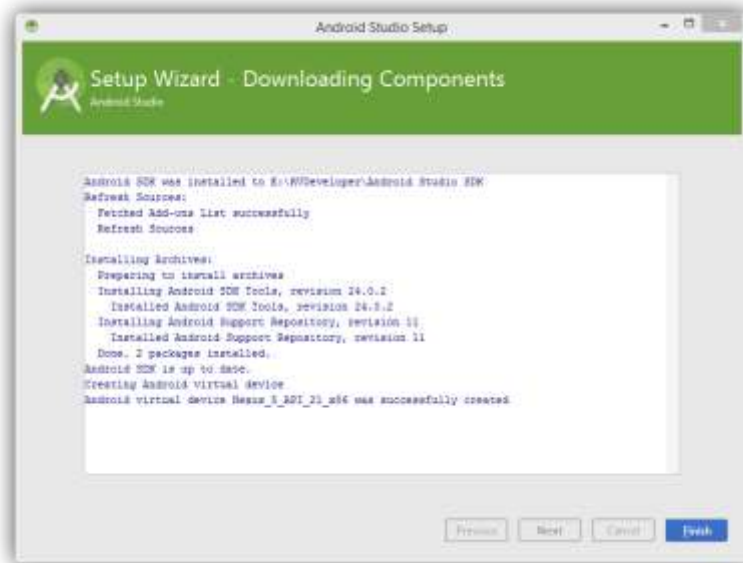 Android Studio Setup
Setup Wizard - Downloading Components
Android Studio
Android SDK was installed to E:\RVDeveloper\Android Studio SDK
Refresh Sources:
Fetched Add-ons List successfully
Refresh Sources
Installing Archives:
Preparing to install archives
Installing Android SDK Tools, revision 24.0.2
Installed Android SDK Tools, revision 24.0.2
Installing Android Support Repository, revision 11
Installed Android Support Repository, revision 11
Done. 2 packages installed.
Android SDK is up to date.
Creating Android virtual device
Android virtual device Nexus_5_API_21_x86 was successfully created
Previous
Next
Cancel
Finish